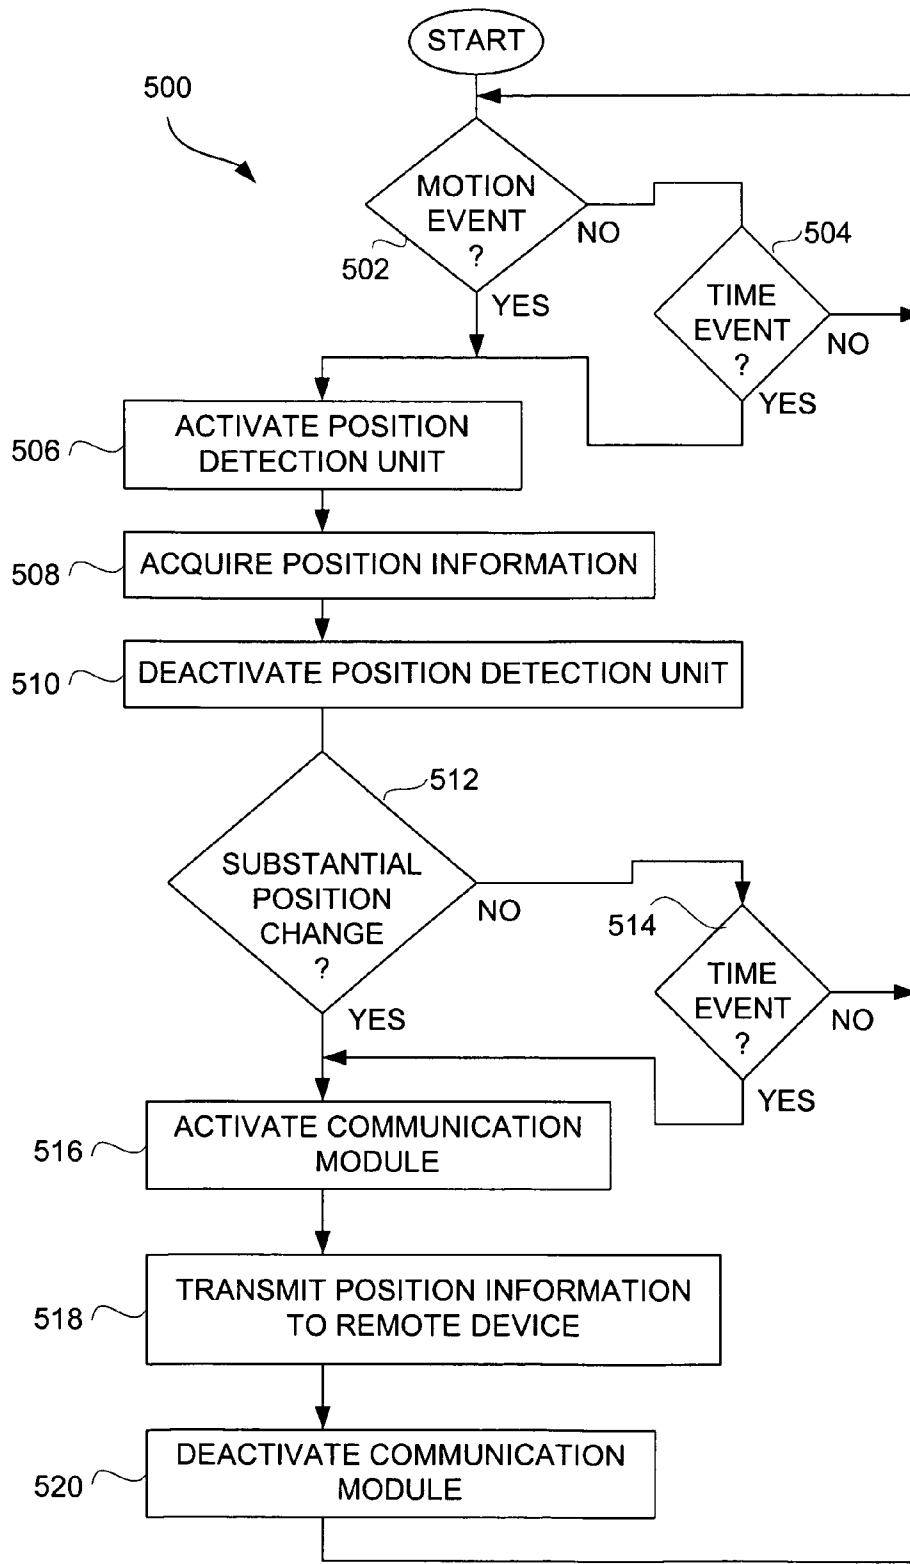 START
500
MOTION
EVENT
?
502
NO
YES
504
TIME
EVENT
?
NO
YES
506
ACTIVATE POSITION
DETECTION UNIT
508
ACQUIRE POSITION INFORMATION
510
DEACTIVATE POSITION DETECTION UNIT
512
SUBSTANTIAL
POSITION
CHANGE
?
NO
YES
514
TIME
EVENT
?
NO
YES
516
ACTIVATE COMMUNICATION
MODULE
518
TRANSMIT POSITION INFORMATION
TO REMOTE DEVICE
520
DEACTIVATE COMMUNICATION
MODULE